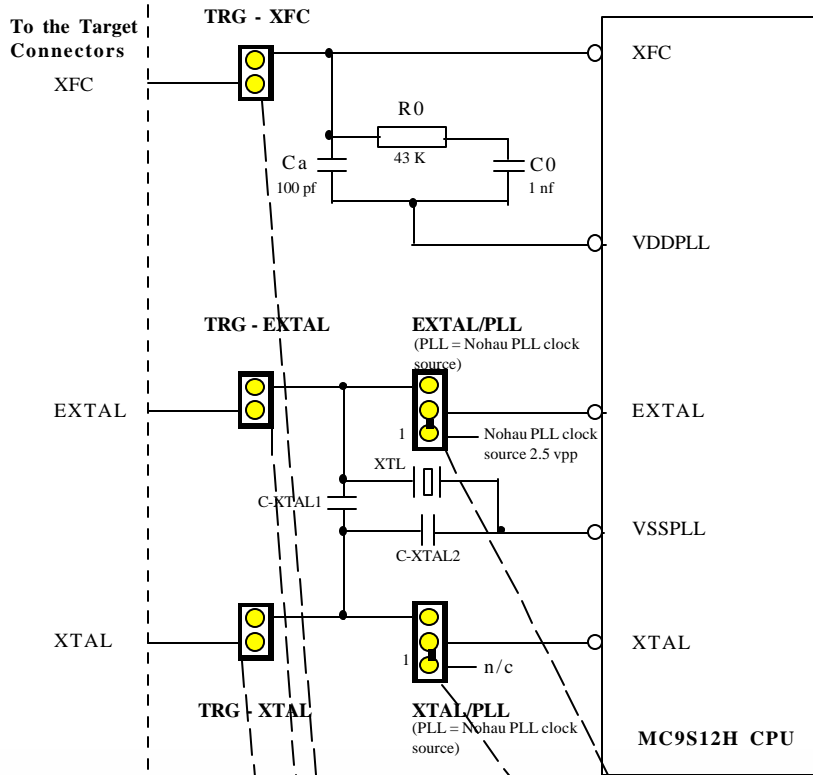 TRG - XFC
To the Target
Connectors
XFC
XFC
R0
43 K
Ca
100 pf
C0
1 nf
VDDPLL
TRG - EXTAL
EXTAL/PLL
(PLL = Nohau PLL clock
source)
EXTAL
EXTAL
1
Nohau PLL clock
source 2.5 vpp
XTL
C-XTAL1
VSSPLL
C-XTAL2
XTAL
XTAL
1
n/c
TRG - XTAL
XTAL/PLL
(PLL = Nohau PLL clock
source)
MC9S12H CPU